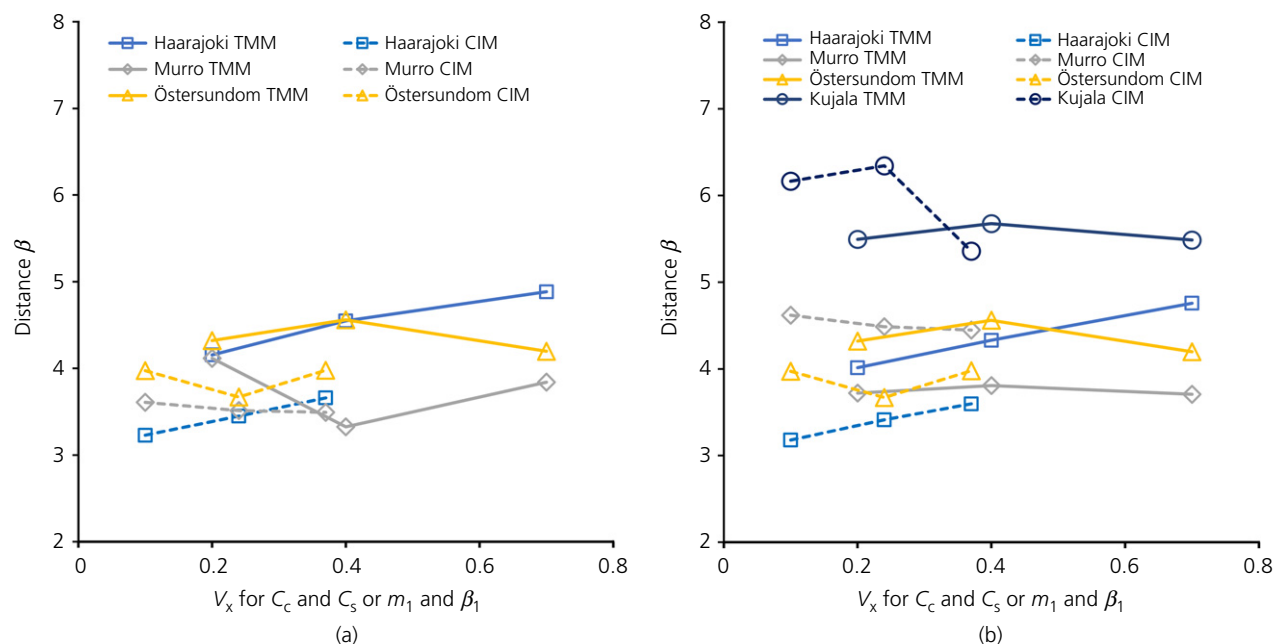 8
7
6
5
4
3
2
Distance β
Haarajoki TMM
Haarajoki CIM
Murro TMM
Murro CIM
Östersundom TMM
Östersundom CIM
0
0.2
0.4
0.6
0.8
Vx for Cc and Cs or m1 and β1
(a)
8
7
6
5
4
3
2
Distance β
Haarajoki TMM
Haarajoki CIM
Murro TMM
Murro CIM
Östersundom TMM
Östersundom CIM
Kujala TMM
Kujala CIM
0
0.2
0.4
0.6
0.8
Vx for Cc and Cs or m1 and β1
(b)